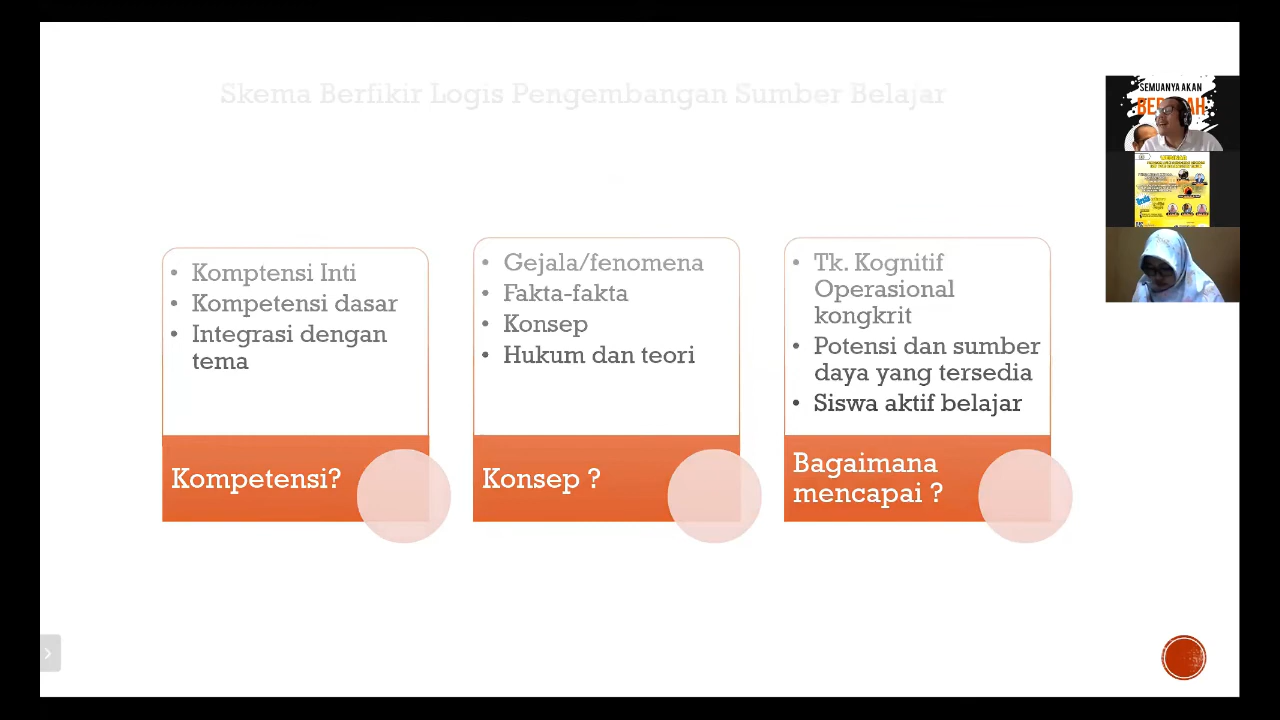 Skema Berfikir Logis Pengembangan Sumber Belajar
SEMUANYA AKAN
• Komptensi Inti
• Kompetensi dasar
• Integrasi dengan
tema
Kompetensi?
• Gejala/fenomena
• Fakta-fakta
• Konsep
• Hukum dan teori
Konsep ?
• Tk. Kognitif
Operasional
kongkrit
• Potensi dan sumber
daya yang tersedia
• Siswa aktif belajar
Bagaimana
mencapai ?